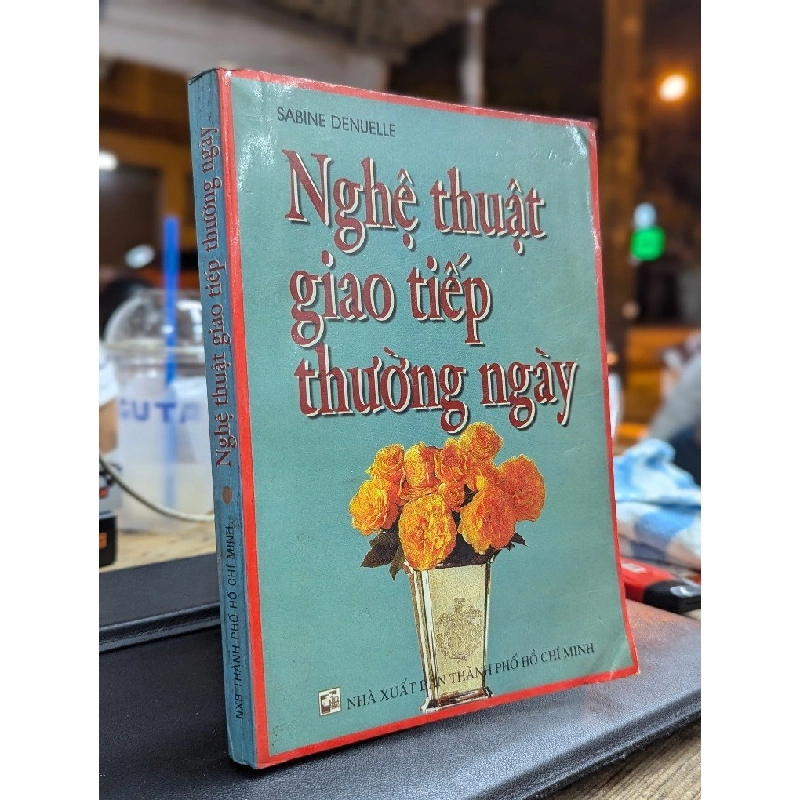 SABINE DENUELLE
Nghệ thuật
giao tiếp
thường ngày
NHÀ XUẤT BẢN THÀNH PHỐ HỒ CHÍ MINH
Nghệ thuật giao tiếp thường ngày
NXB THÀNH PHỐ HỒ CHÍ MINH